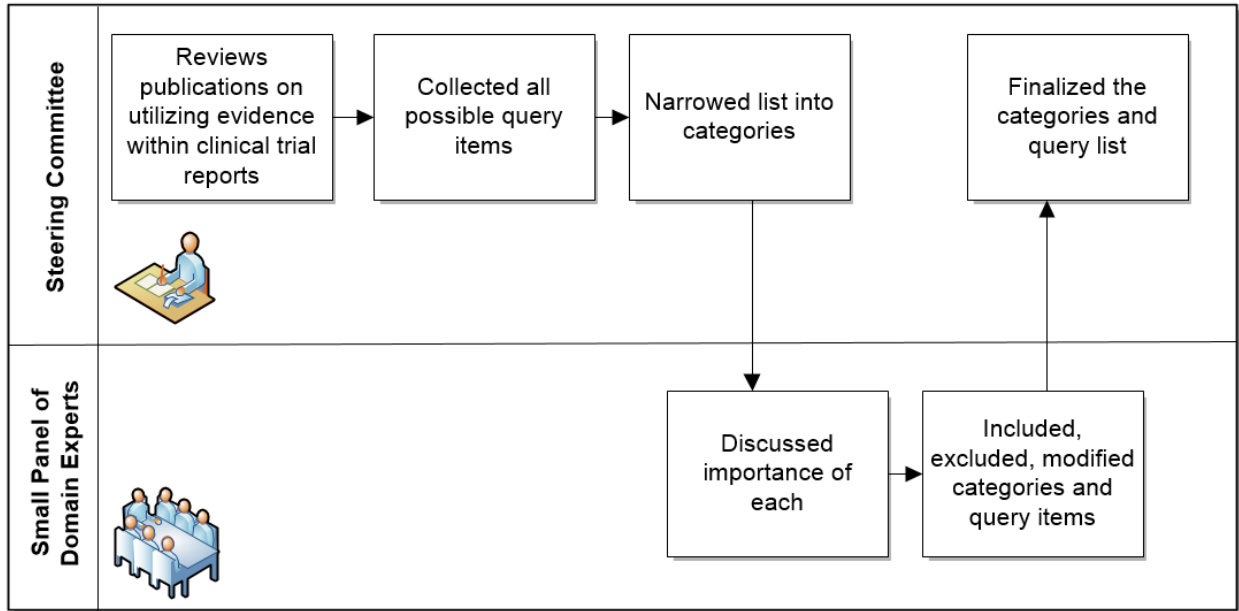 Steering Committee
Reviews
publications on
utilizing evidence
within clinical trial
reports
Collected all
possible query
items
Narrowed list into
categories
Finalized the
categories and
query list
Small Panel of
Domain Experts
Discussed
importance of
each
Included,
excluded, modified
categories and
query items